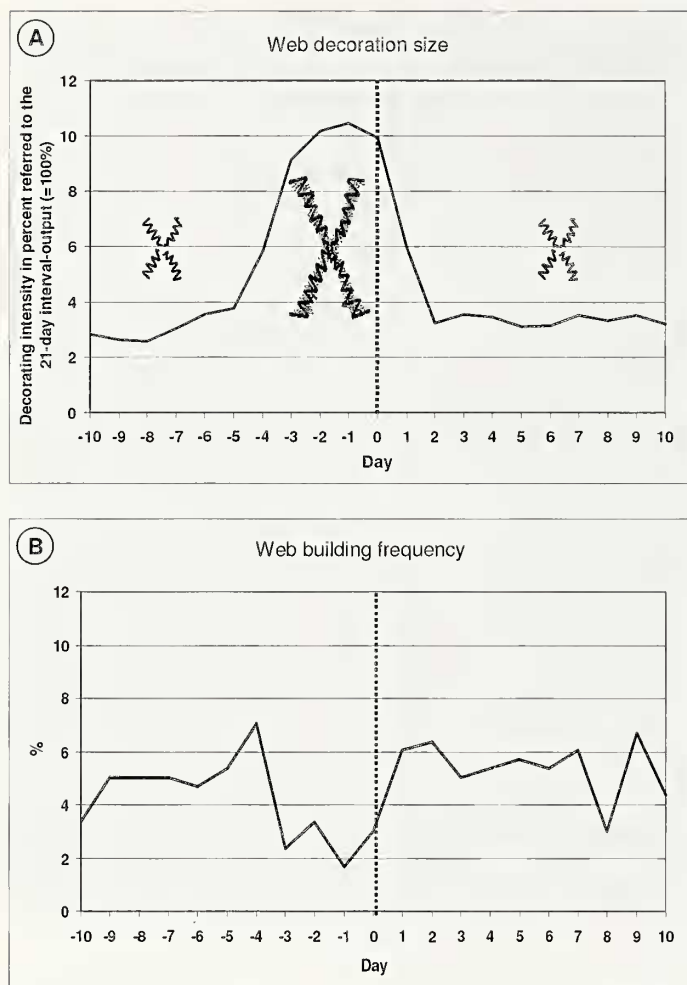 A
Web decoration size
Decorating intensity in percent referred to the
21-day interval-output (=100%)
12
10
8
6
4
2
0
-10 -9 -8 -7 -6 -5 -4 -3 -2 -1 0 1 2 3 4 5 6 7 8 9 10
Day
B
Web building frequency
%
12
10
8
6
4
2
0
-10 -9 -8 -7 -6 -5 -4 -3 -2 -1 0 1 2 3 4 5 6 7 8 9 10
Day